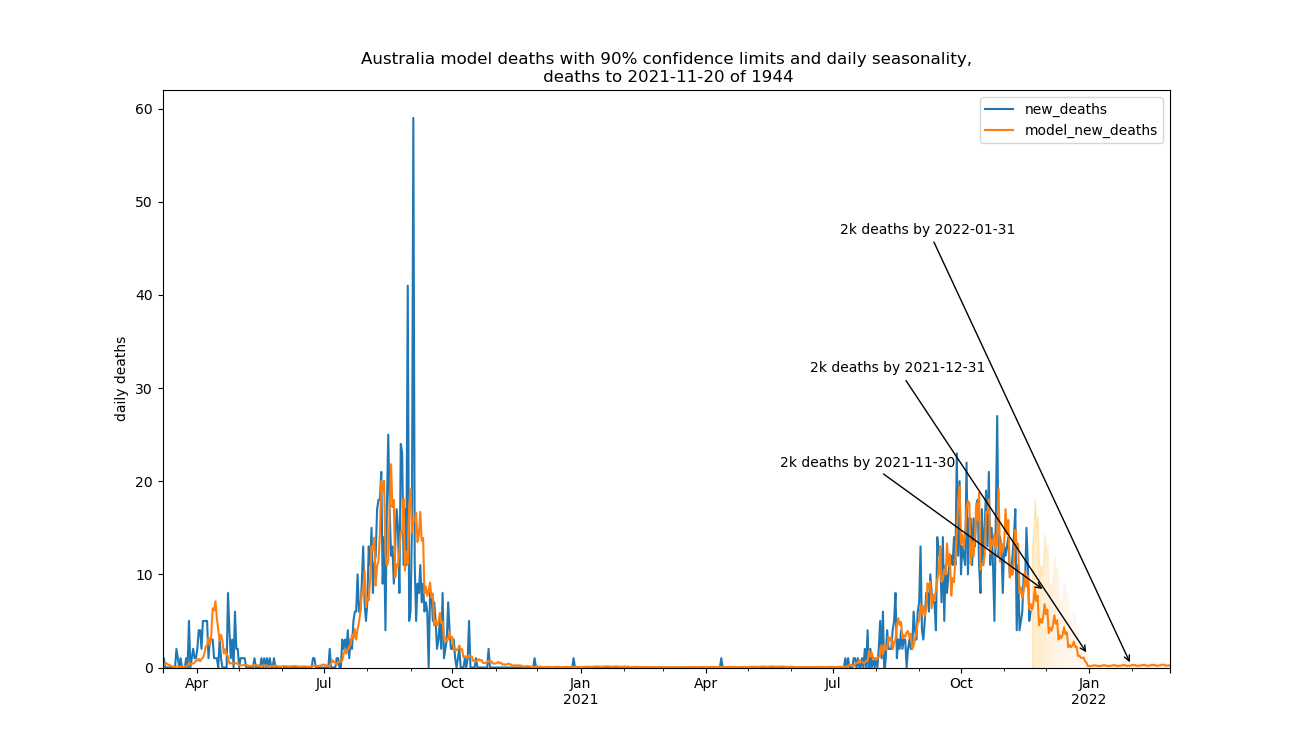 Australia model deaths with 90% confidence limits and daily seasonality,
deaths to 2021-11-20 of 1944
new_deaths
model_new_deaths
daily deaths
60
50
40
30
20
10
0
2k deaths by 2022-01-31
2k deaths by 2021-12-31
2k deaths by 2021-11-30
Apr
Jul
Oct
Jan
2021
Apr
Jul
Oct
Jan
2022